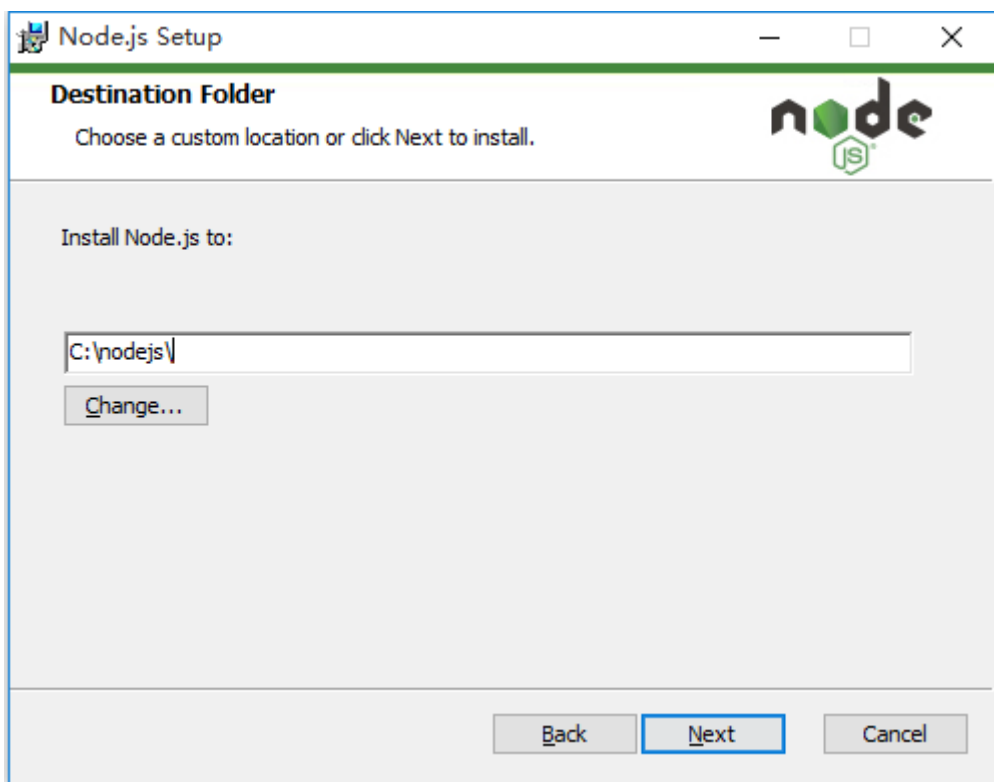 Node.js Setup
Destination Folder
Choose a custom location or click Next to install.
node
JS
Install Node.js to:
C:\nodejs\
Change...
Back
Next
Cancel